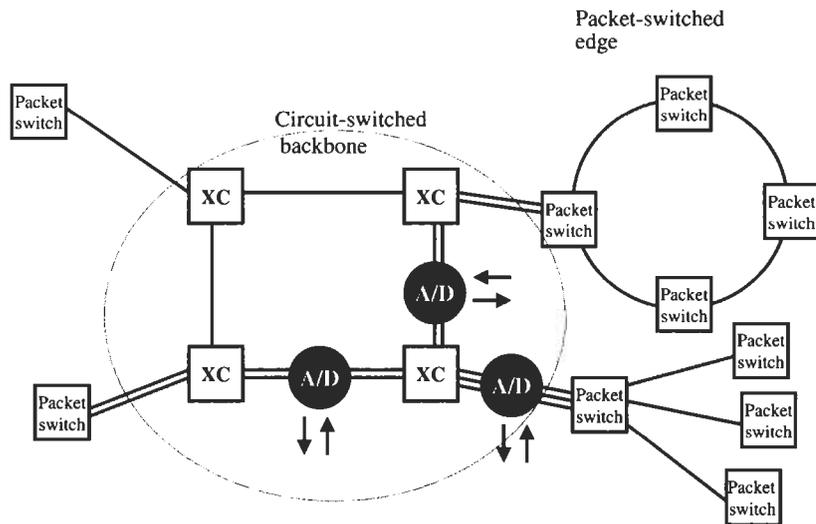 Packet-switched
edge
Packet
switch
Packet
switch
Circuit-switched
backbone
XC
XC
Packet
switch
Packet
switch
A/D
Packet
switch
XC
A/D
XC
A/D
Packet
switch
Packet
switch
Packet
switch
Packet
switch
Packet
switch